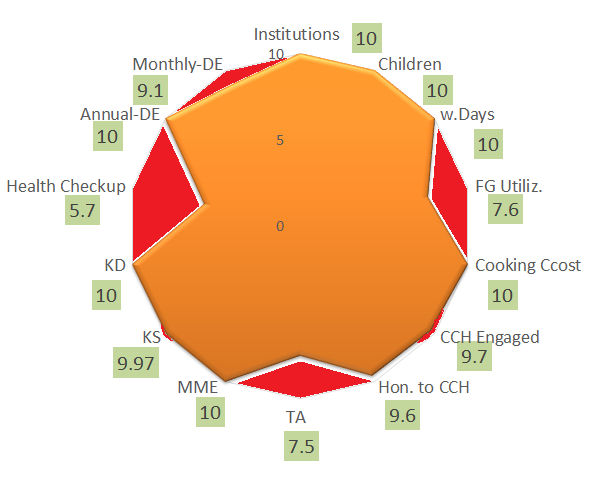 Institutions
10
Children
10
w.Days
10
FG Utiliz.
7.6
Cooking Ccost
10
CCH Engaged
9.7
Hon. to CCH
9.6
TA
7.5
MME
10
KS
9.97
KD
10
Health Checkup
5.7
Annual-DE
10
Monthly-DE
9.1
10
5
0